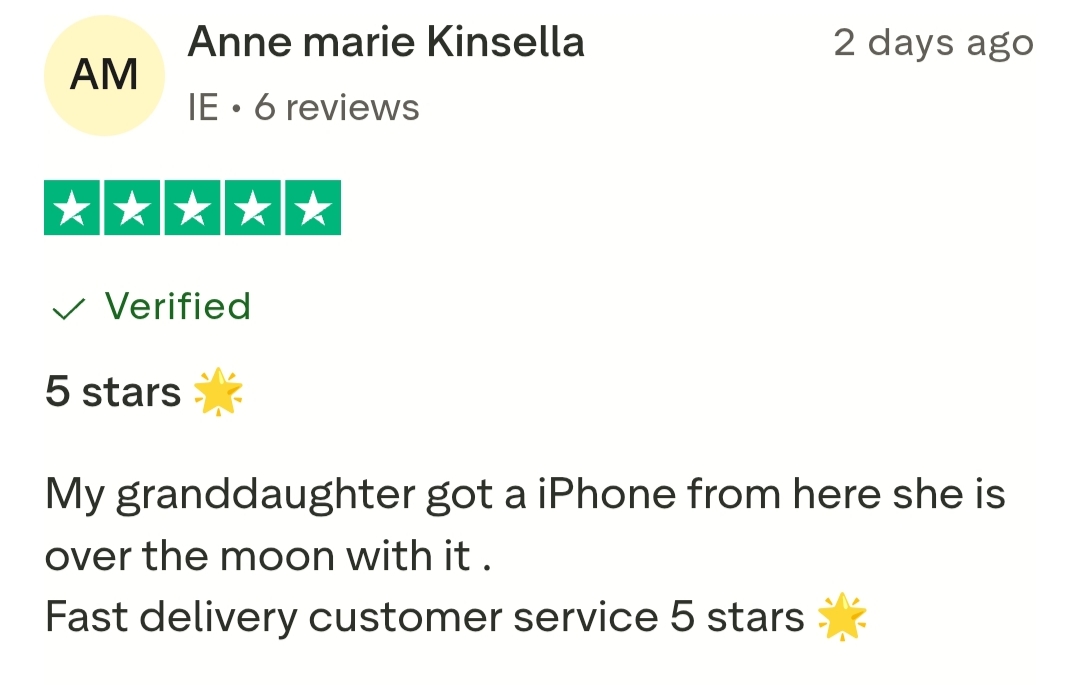 AM
Anne marie Kinsella
2 days ago
IE • 6 reviews
Verified
5 stars 🌟
My granddaughter got a iPhone from here she is
over the moon with it .
Fast delivery customer service 5 stars 🌟